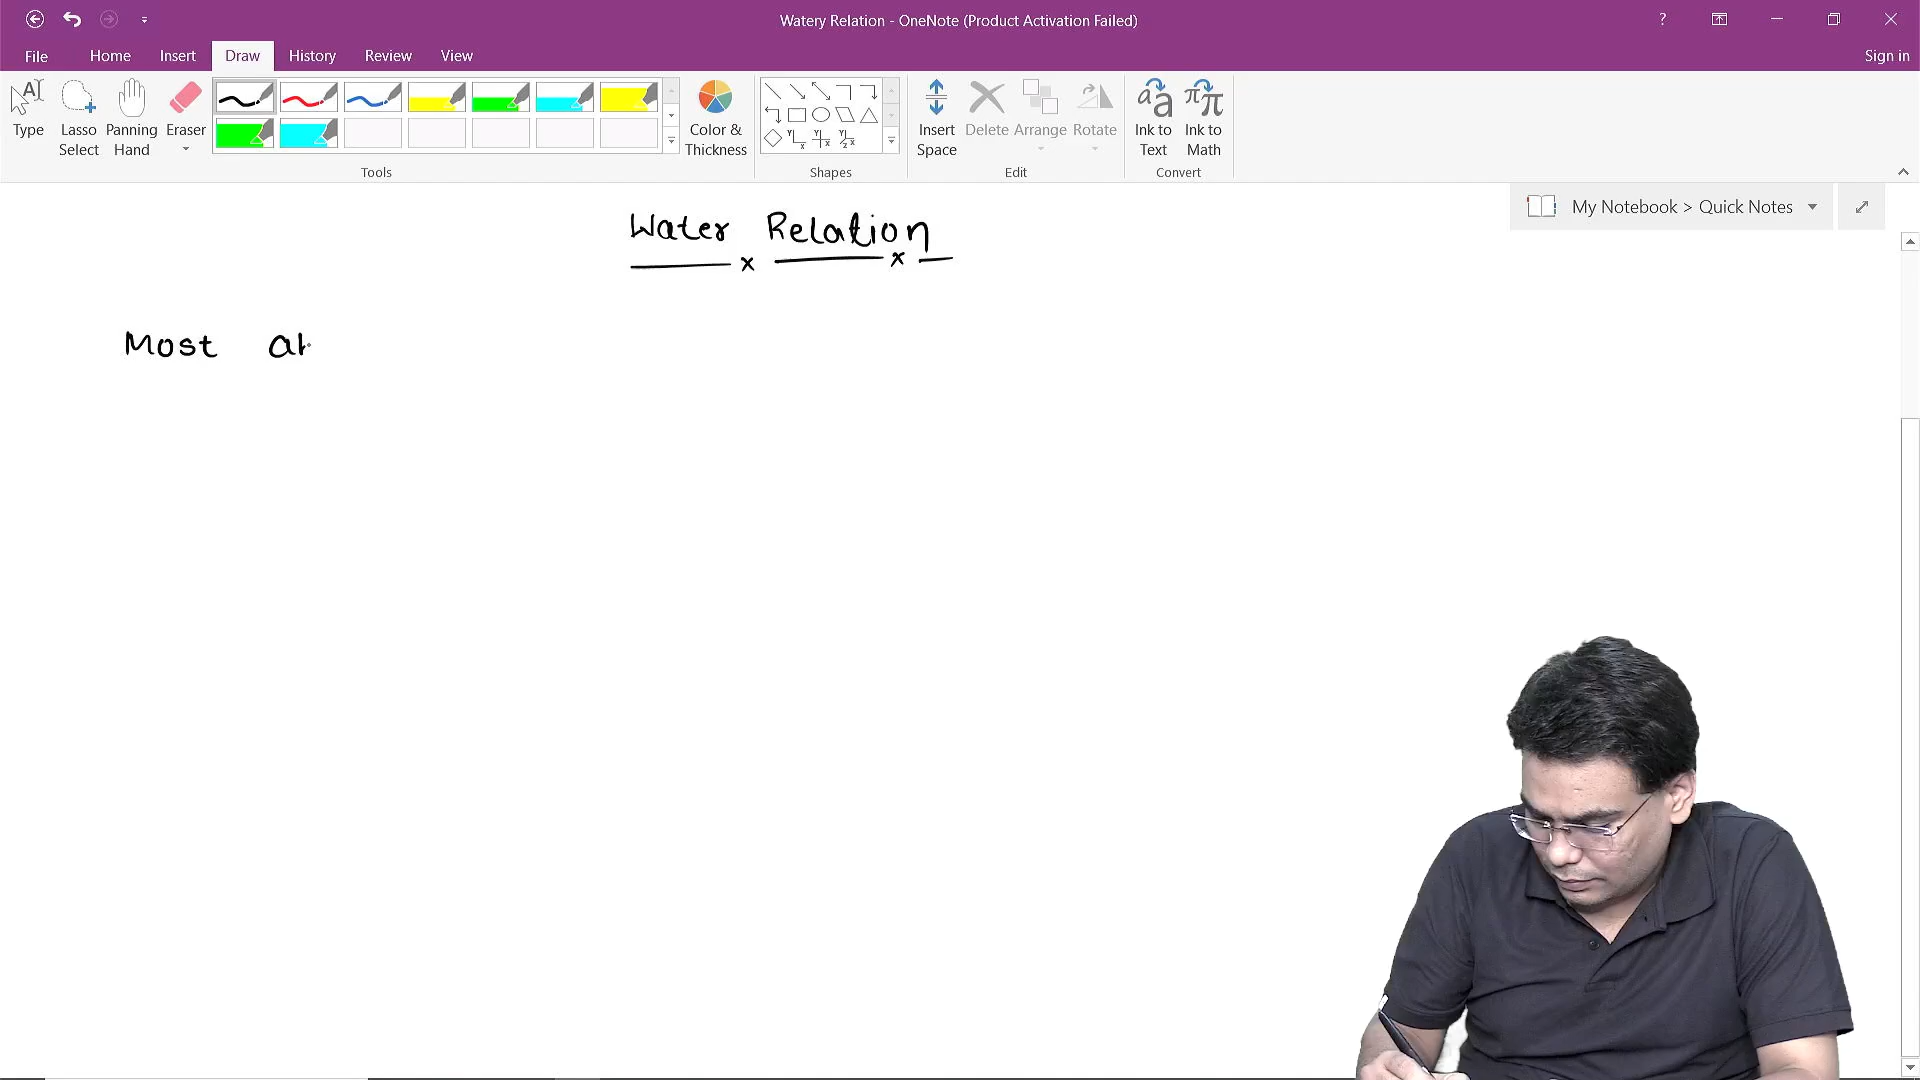 Watery Relation - OneNote (Product Activation Failed)
?
File Home Insert Draw History Review View
Sign in
Type
Lasso Select
Panning Hand
Eraser
Color & Thickness
Insert Space
Delete
Arrange
Rotate
Ink to Text
Ink to Math
Tools
Shapes
Edit
Convert
My Notebook > Quick Notes
Water Relation
x x
Most